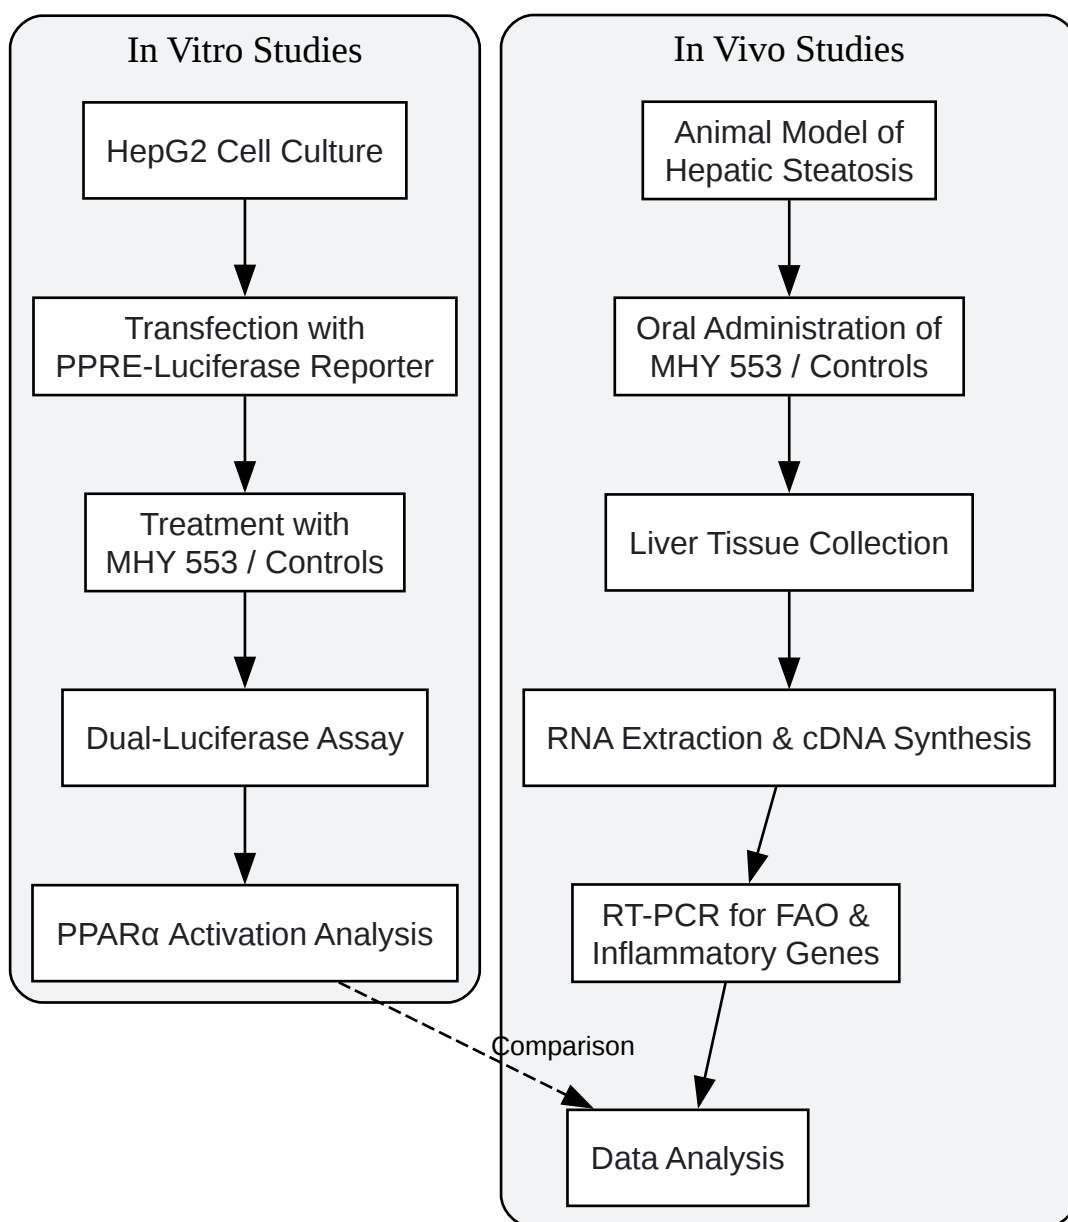 In Vitro Studies
HepG2 Cell Culture
Transfection with
PPRE-Luciferase Reporter
Treatment with
MHY 553 / Controls
Dual-Luciferase Assay
PPARα Activation Analysis
In Vivo Studies
Animal Model of
Hepatic Steatosis
Oral Administration of
MHY 553 / Controls
Liver Tissue Collection
RNA Extraction & cDNA Synthesis
RT-PCR for FAO &
Inflammatory Genes
Comparison
Data Analysis